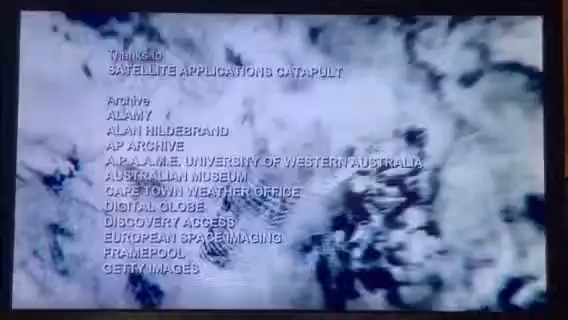 Thanks to
SATELLITE APPLICATIONS CATAPULT
Archive
ALAMY
ALAN HILDEBRAND
AP ARCHIVE
A.P.A.A.M.E. UNIVERSITY OF WESTERN AUSTRALIA
AUSTRALIAN MUSEUM
CAPE TOWN WEATHER OFFICE
DIGITAL GLOBE
DISCOVERY ACCESS
EUROPEAN SPACE IMAGING
FRAMEPOOL
GETTY IMAGES